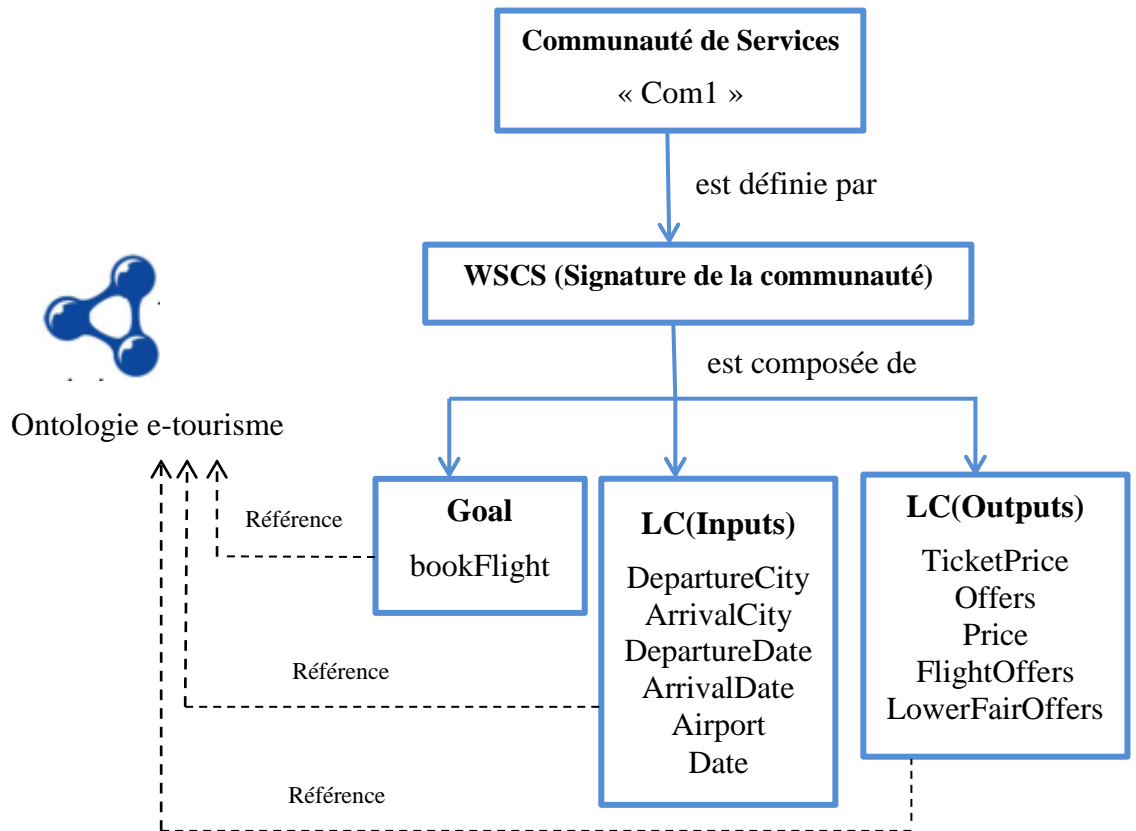 Communauté de Services
« Com1 »
est définie par
WSCS (Signature de la communauté)
est composée de
Ontologie e-tourisme
Référence
Goal
bookFlight
LC(Inputs)
DepartureCity
ArrivalCity
DepartureDate
ArrivalDate
Airport
Date
LC(Outputs)
TicketPrice
Offers
Price
FlightOffers
LowerFairOffers
Référence
Référence